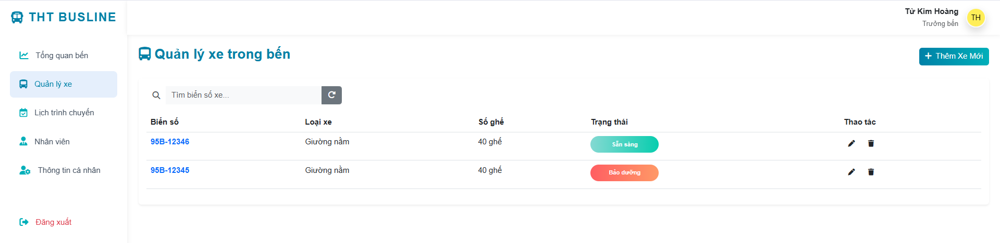 THT BUSLINE
Từ Kim Hoàng
Trưởng bến
TH
Tổng quan bến
Quản lý xe
Lịch trình chuyến
Nhân viên
Thông tin cá nhân
Đăng xuất
Quản lý xe trong bến
Thêm Xe Mới
Tìm biển số xe...
Biển số Loại xe Số ghế Trạng thái Thao tác
95B-12346 Giường nằm 40 ghế Sẵn sàng
95B-12345 Giường nằm 40 ghế Bảo dưỡng